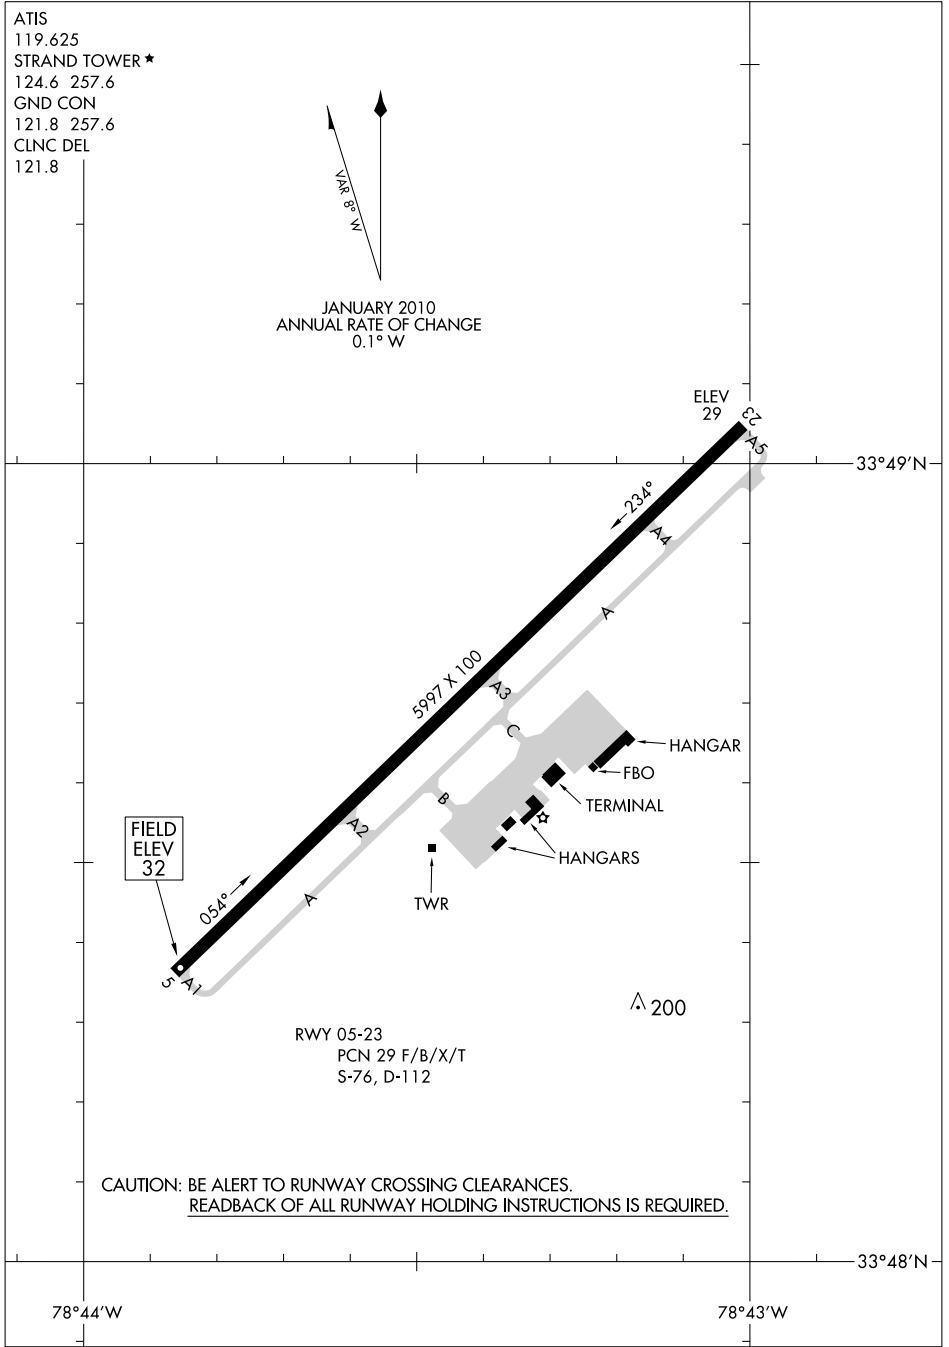 ATIS
119.625
STRAND TOWER ★
124.6 257.6
GND CON
121.8 257.6
CLNC DEL
121.8
VAR 8° W
JANUARY 2010
ANNUAL RATE OF CHANGE
0.1° W
ELEV
29
23
A5
33°49'N
234°
A4
A
5997 X 100
A3
C
HANGAR
FBO
TERMINAL
B
A2
HANGARS
FIELD
ELEV
32
TWR
054°
A
5
A1
200
RWY 05-23
PCN 29 F/B/X/T
S-76, D-112
CAUTION: BE ALERT TO RUNWAY CROSSING CLEARANCES.
READBACK OF ALL RUNWAY HOLDING INSTRUCTIONS IS REQUIRED.
33°48'N
78°44'W
78°43'W